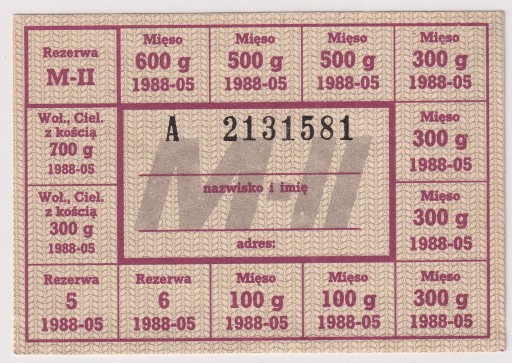 Rezerwa
M-II
Mięso
600 g
1988-05
Mięso
500 g
1988-05
Mięso
500 g
1988-05
Mięso
300 g
1988-05
Woł., Ciel.
z kością
700 g
1988-05
A 2131581
M-II
nazwisko i imię
adres:
Mięso
300 g
1988-05
Woł., Ciel.
z kością
300 g
1988-05
Mięso
300 g
1988-05
Rezerwa
5
1988-05
Rezerwa
6
1988-05
Mięso
100 g
1988-05
Mięso
100 g
1988-05
Mięso
300 g
1988-05